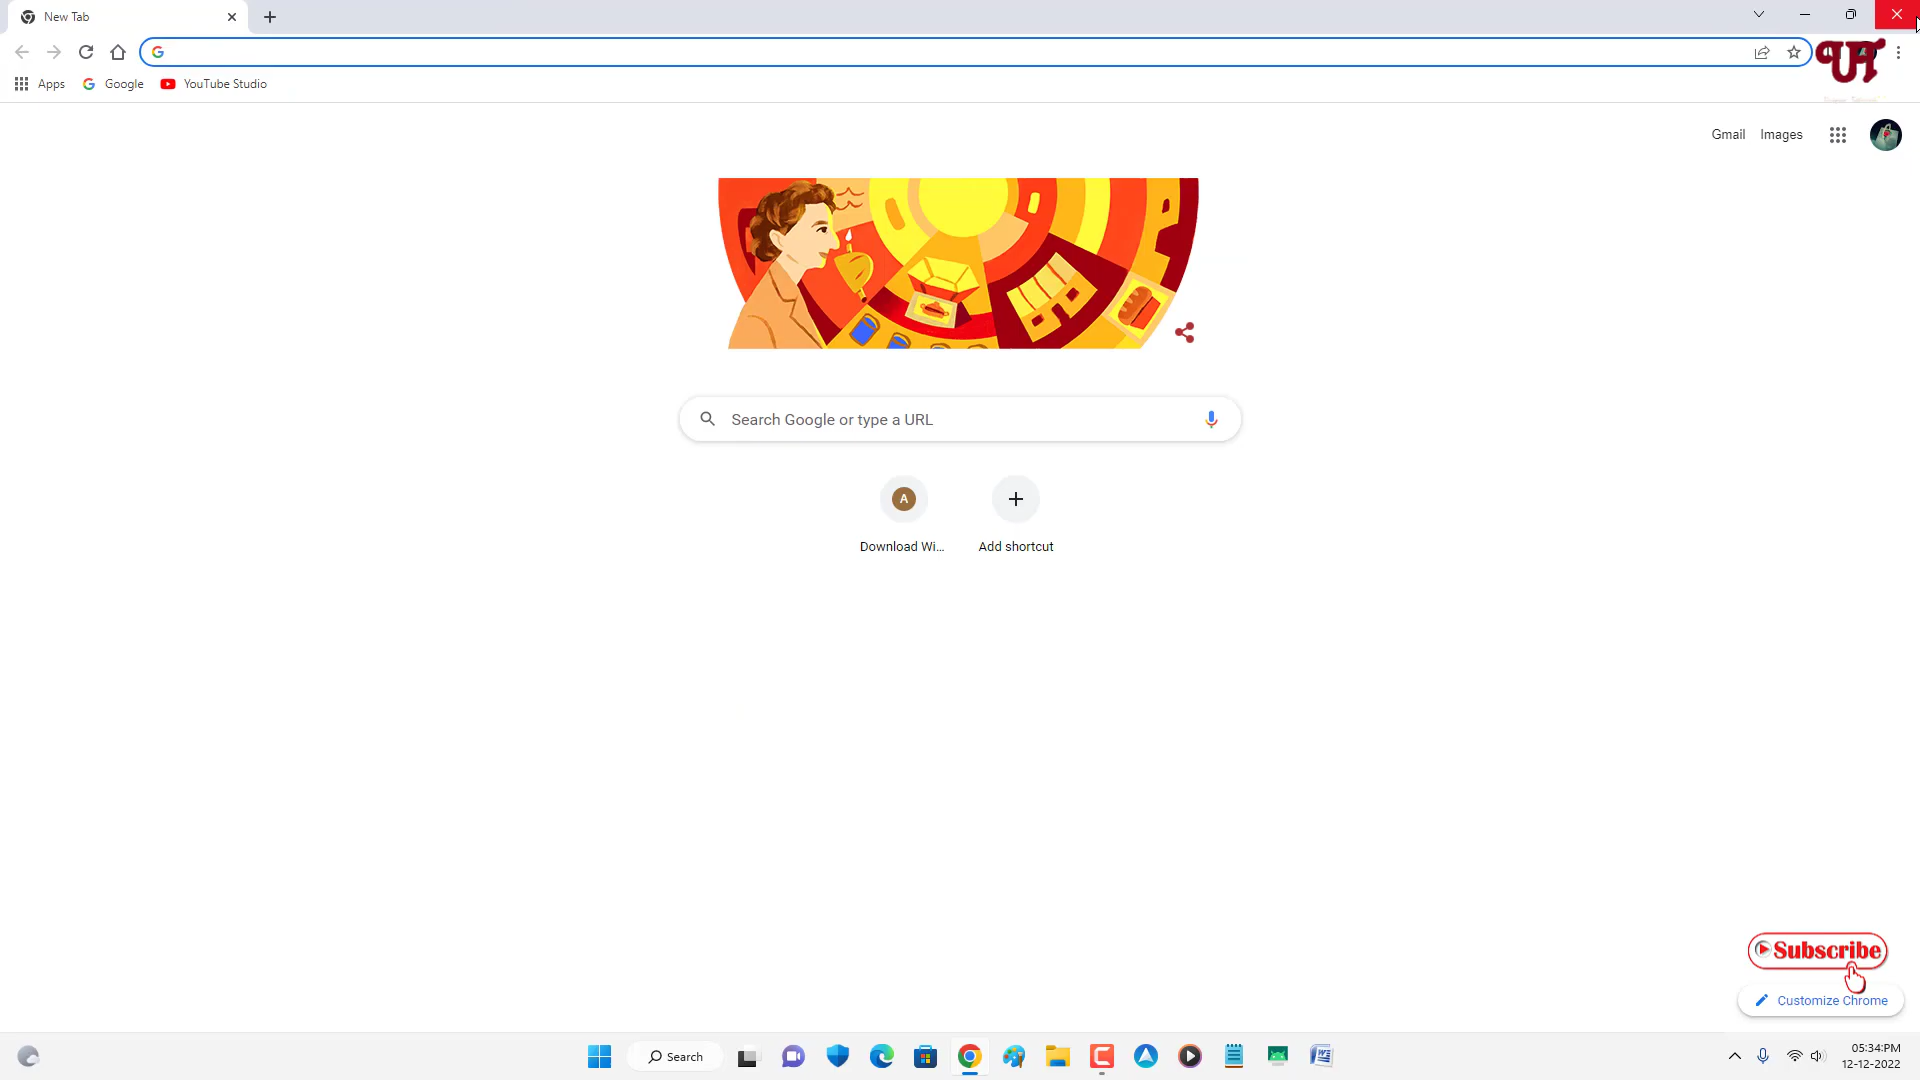 New Tab
Apps
Google
YouTube Studio
UT
Gmail
Images
Search Google or type a URL
A
Download Wi...
Add shortcut
Subscribe
Customize Chrome
Search
05:34:PM
12-12-2022